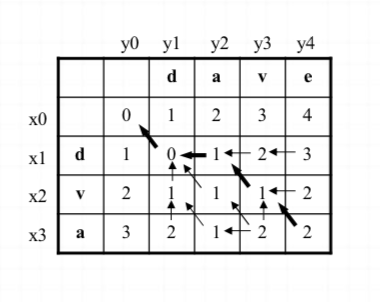 y0 y1 y2 y3 y4
d a v e
x0 0 1 2 3 4
x1 d 1 0 1 2 3
x2 v 2 1 1 1 2
x3 a 3 2 1 2 2